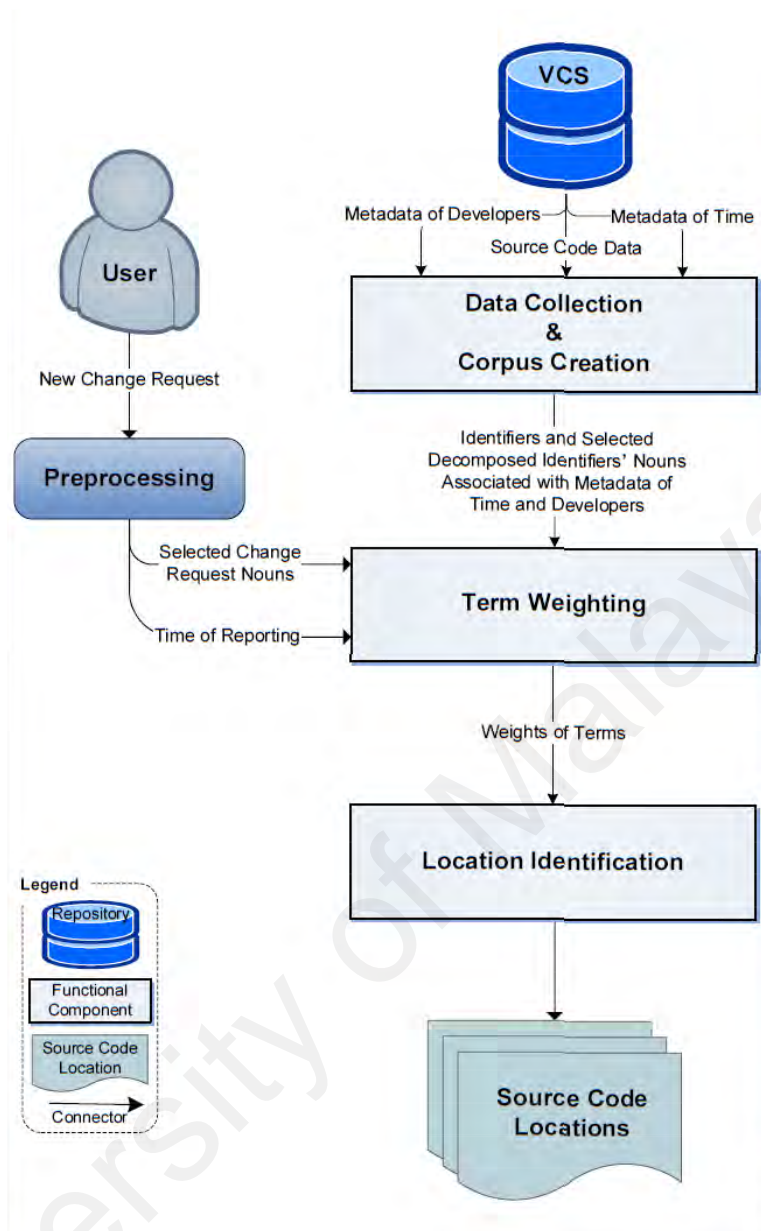 VCS
Metadata of Developers
Metadata of Time
Source Code Data
User
Data Collection
&
Corpus Creation
New Change Request
Identifiers and Selected
Decomposed Identifiers' Nouns
Associated with Metadata of
Time and Developers
Preprocessing
Selected Change
Request Nouns
Term Weighting
Time of Reporting
Weights of Terms
Location Identification
Legend
Repository
Functional
Component
Source Code
Location
Connector
Source Code
Locations
ersity of Malaya